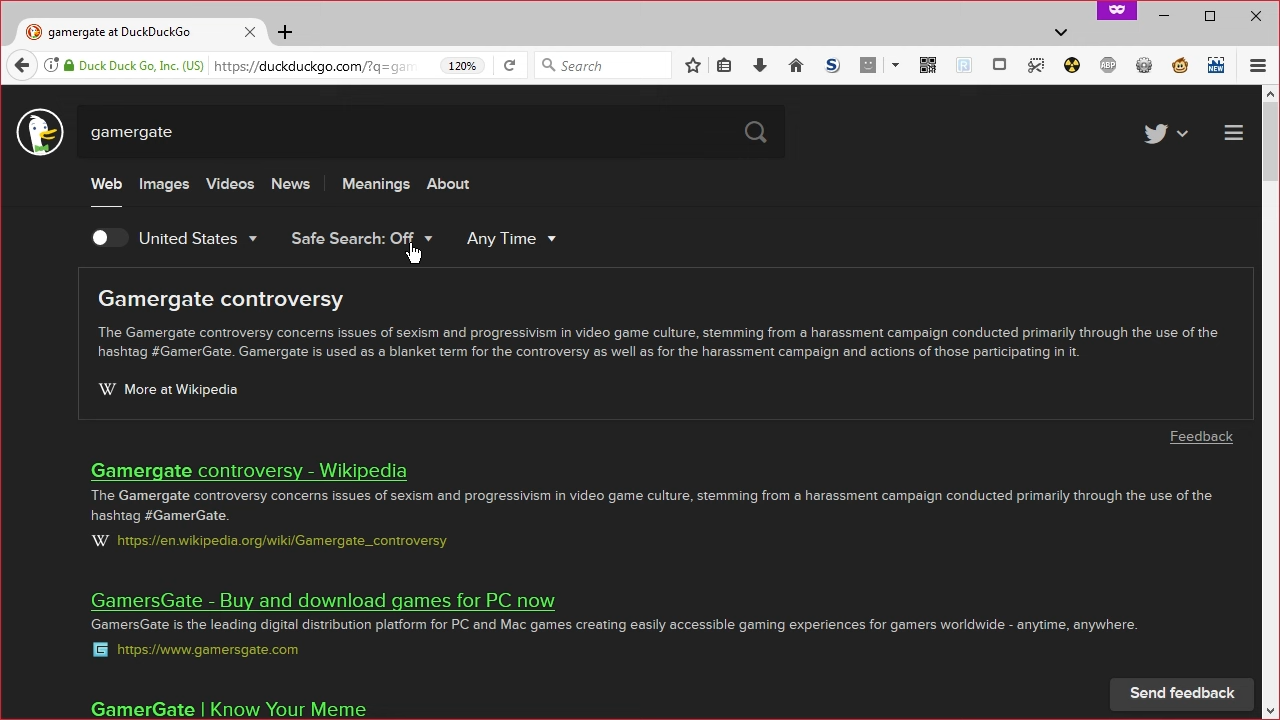 gamergate at DuckDuckGo
Duck Duck Go, Inc. (US) https://duckduckgo.com/?q=gam 120% Search S ABP NEW
gamergate
Web Images Videos News Meanings About
United States Safe Search: Off Any Time
Gamergate controversy
The Gamergate controversy concerns issues of sexism and progressivism in video game culture, stemming from a harassment campaign conducted primarily through the use of the
hashtag #GamerGate. Gamergate is used as a blanket term for the controversy as well as for the harassment campaign and actions of those participating in it.
W More at Wikipedia
Feedback
Gamergate controversy - Wikipedia
The Gamergate controversy concerns issues of sexism and progressivism in video game culture, stemming from a harassment campaign conducted primarily through the use of the
hashtag #GamerGate.
W https://en.wikipedia.org/wiki/Gamergate_controversy
GamersGate - Buy and download games for PC now
GamersGate is the leading digital distribution platform for PC and Mac games creating easily accessible gaming experiences for gamers worldwide - anytime, anywhere.
G https://www.gamersgate.com
Send feedback
GamerGate | Know Your Meme